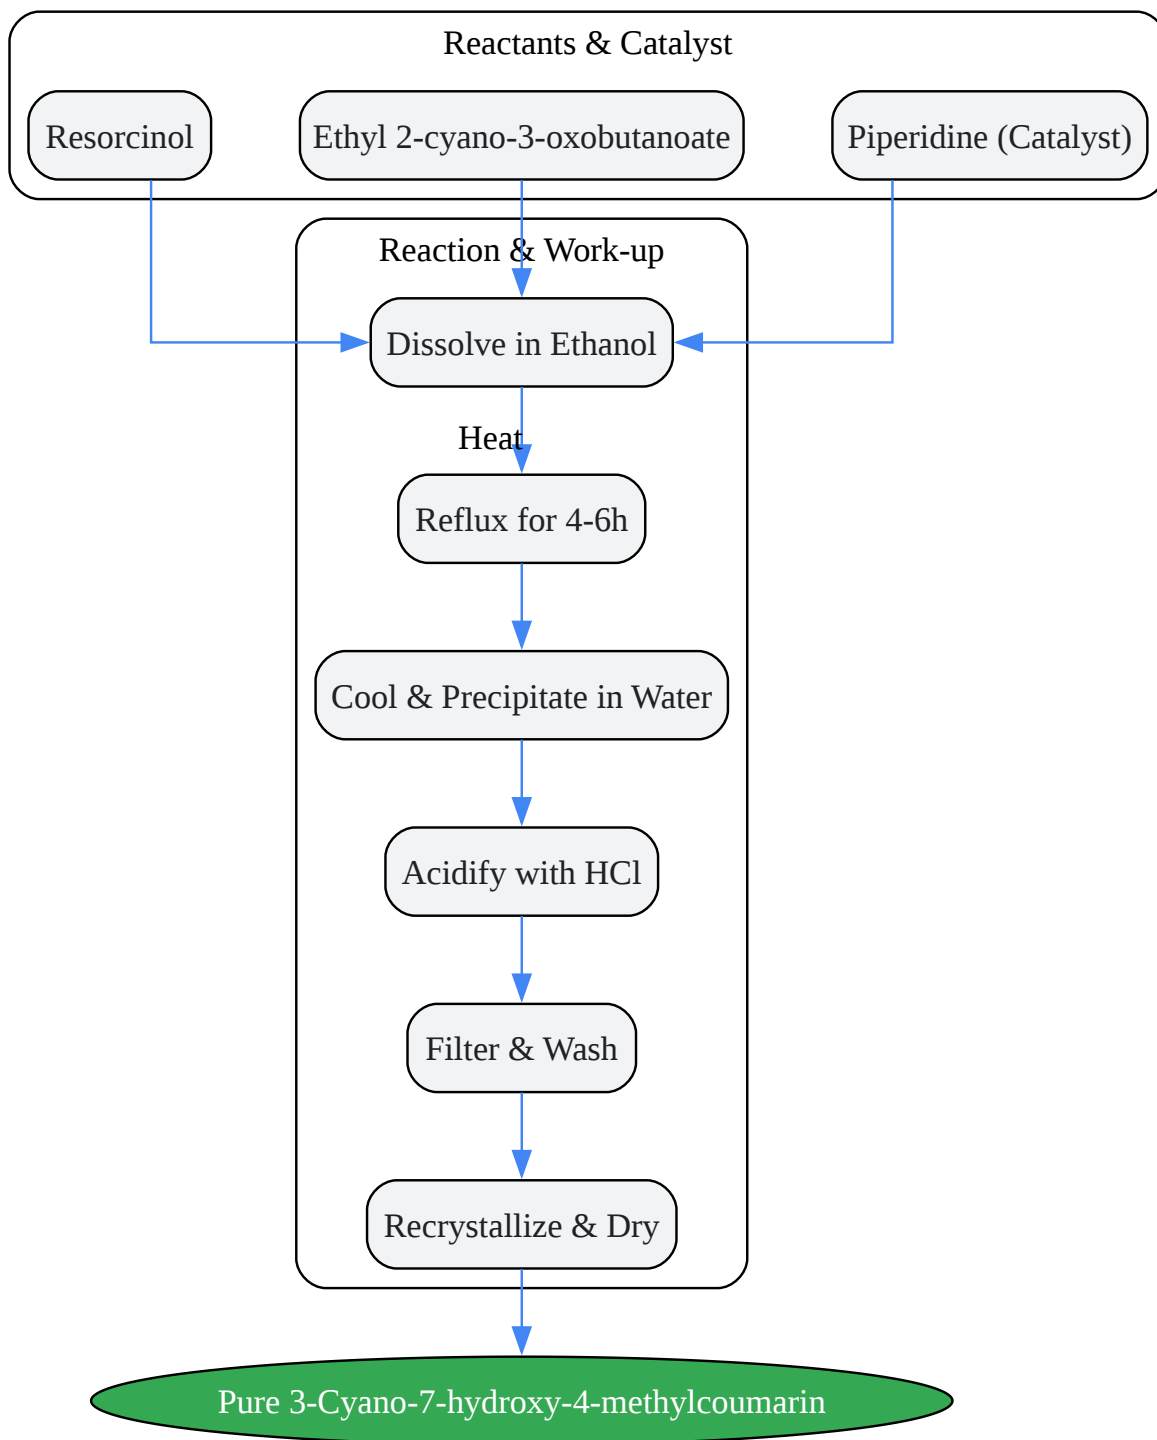 Reactants & Catalyst
Resorcinol
Ethyl 2-cyano-3-oxobutanoate
Piperidine (Catalyst)
Reaction & Work-up
Dissolve in Ethanol
Heat
Reflux for 4-6h
Cool & Precipitate in Water
Acidify with HCl
Filter & Wash
Recrystallize & Dry
Pure 3-Cyano-7-hydroxy-4-methylcoumarin